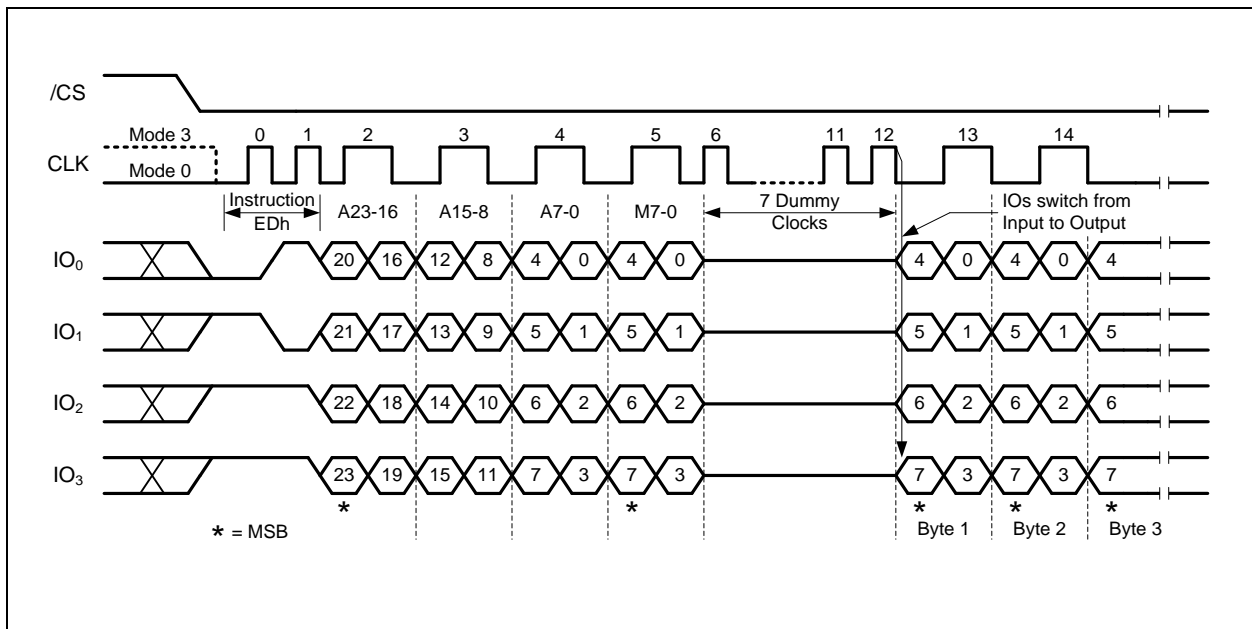 /CS
Mode 3 0 1 2 3 4 5 6 11 12 13 14
CLK
Mode 0
Instruction A23-16 A15-8 A7-0 M7-0 7 Dummy IOs switch from
EDh Clocks Input to Output
IO0 20 16 12 8 4 0 4 0 4 0 4 0 4
IO1 21 17 13 9 5 1 5 1 5 1 5 1 5
IO2 22 18 14 10 6 2 6 2 6 2 6 2 6
IO3 23 19 15 11 7 3 7 3 7 3 7 3 7
* * * * *
* = MSB Byte 1 Byte 2 Byte 3